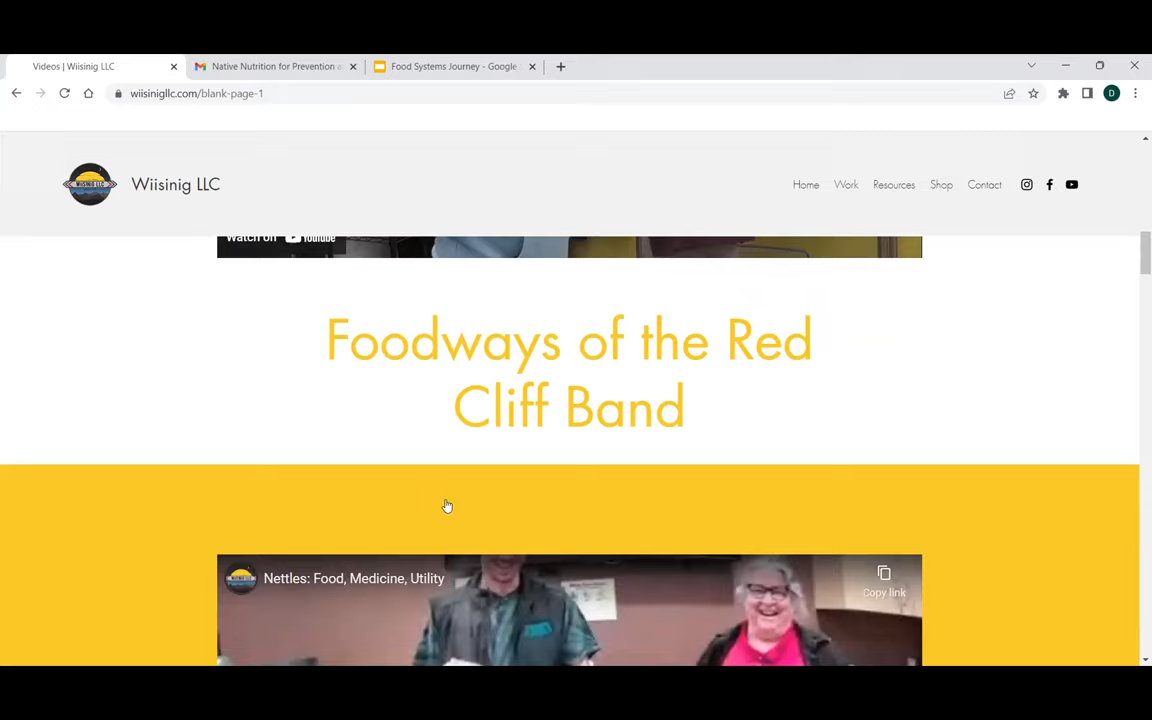 Videos | Wiisinig LLC
Native Nutrition for Prevention
Food Systems Journey - Google
wiisinigllc.com/blank-page-1
D
WIISINIG LLC
Wiisinig LLC
Home Work Resources Shop Contact
Watch on YouTube
Foodways of the Red
Cliff Band
Nettles: Food, Medicine, Utility
Copy link